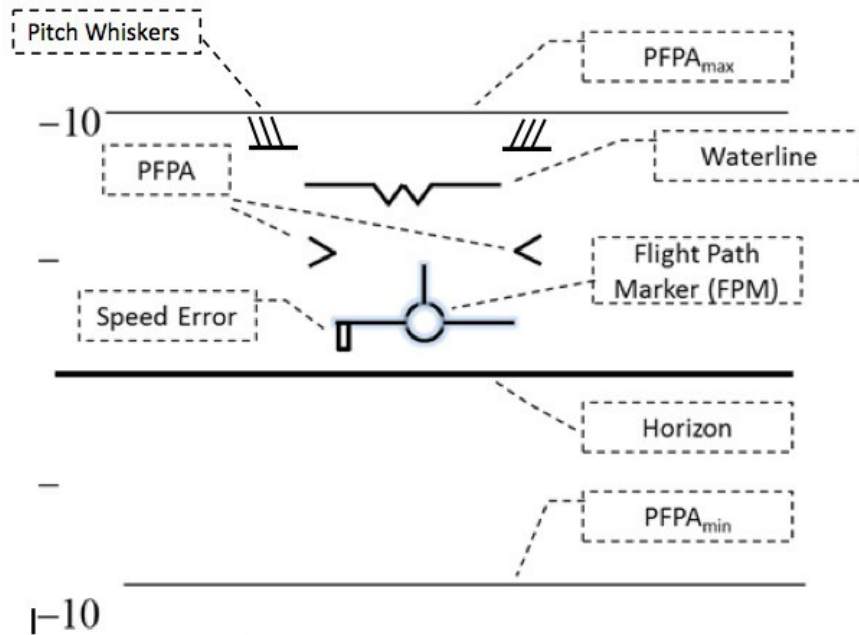 Pitch Whiskers
PFPAmax
–10
Waterline
PFPA
–
Flight Path
Marker (FPM)
Speed Error
Horizon
–
PFPAmin
–10